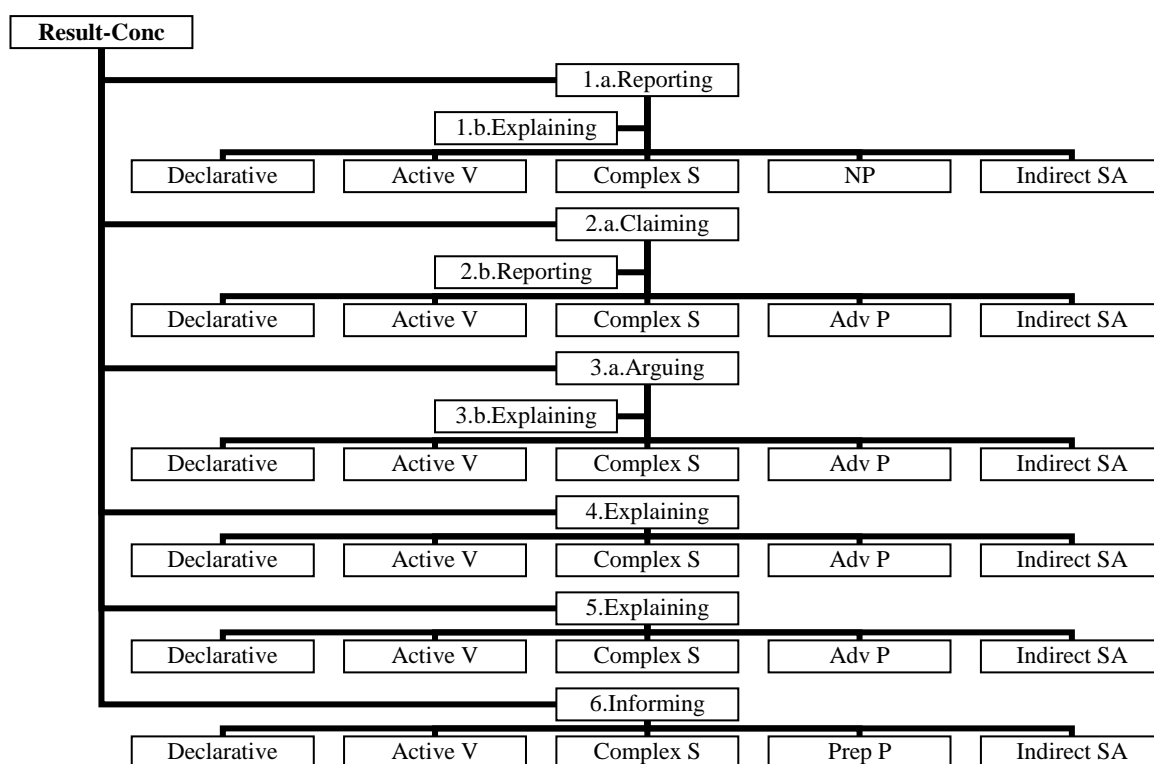 Result-Conc
1.a.Reporting
1.b.Explaining
Declarative Active V Complex S NP Indirect SA
2.a.Claiming
2.b.Reporting
Declarative Active V Complex S Adv P Indirect SA
3.a.Arguing
3.b.Explaining
Declarative Active V Complex S Adv P Indirect SA
4.Explaining
Declarative Active V Complex S Adv P Indirect SA
5.Explaining
Declarative Active V Complex S Adv P Indirect SA
6.Informing
Declarative Active V Complex S Prep P Indirect SA